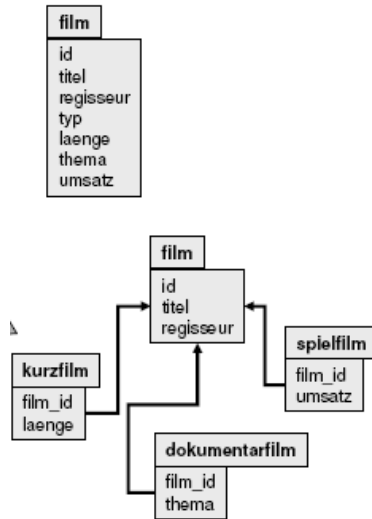 film
id
titel
regisseur
typ
laenge
thema
umsatz
film
id
titel
regisseur
kurzfilm
film_id
laenge
spielfilm
film_id
umsatz
dokumentarfilm
film_id
thema